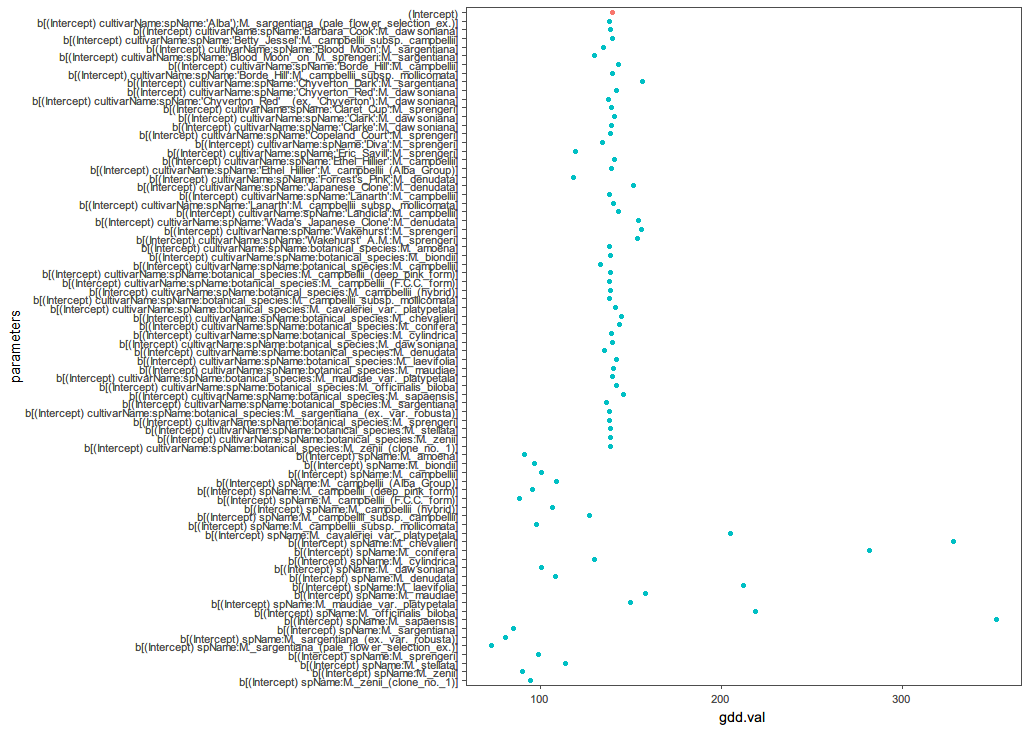 (Intercept)
b[(Intercept) cultivarName:spName:'Alba');M._sargentiana_(pale_flower_selection_ex.)]
b[(Intercept) cultivarName:spName:'Barbara_Cook':M._dawsoniana]
b[(Intercept) cultivarName:spName:'Betty_Jessel':M._campbellii_subsp._campbellii]
b[(Intercept) cultivarName:spName:'Blood_Moon':M._sargentiana]
b[(Intercept) cultivarName:spName:'Blood_Moon'_on_M._sprengeri:M._sargentiana]
b[(Intercept) cultivarName:spName:'Borde_Hill':M._campbellii]
b[(Intercept) cultivarName:spName:'Borde_Hill':M._campbellii_subsp._mollicomata]
b[(Intercept) cultivarName:spName:'Chyverton_Dark':M._sargentiana]
b[(Intercept) cultivarName:spName:'Chyverton_Red':M._dawsoniana]
b[(Intercept) cultivarName:spName:'Chyverton_Red'__(ex._'Chyverton'):M._dawsoniana]
b[(Intercept) cultivarName:spName:'Claret_Cup':M._sprengeri]
b[(Intercept) cultivarName:spName:'Clark':M._dawsoniana]
b[(Intercept) cultivarName:spName:'Clarke':M._dawsoniana]
b[(Intercept) cultivarName:spName:'Copeland_Court':M._sprengeri]
b[(Intercept) cultivarName:spName:'Diva':M._sprengeri]
b[(Intercept) cultivarName:spName:'Eric_Savill':M._sprengeri]
b[(Intercept) cultivarName:spName:'Ethel_Hillier':M._campbellii]
b[(Intercept) cultivarName:spName:'Ethel_Hillier':M._campbellii_(Alba_Group)]
b[(Intercept) cultivarName:spName:'Forrest's_Pink':M._denudata]
b[(Intercept) cultivarName:spName:'Japanese_Clone':M._denudata]
b[(Intercept) cultivarName:spName:'Lanarth':M._campbellii]
b[(Intercept) cultivarName:spName:'Lanarth':M._campbellii_subsp._mollicomata]
b[(Intercept) cultivarName:spName:'Landicla':M._campbellii]
b[(Intercept) cultivarName:spName:'Wada's_Japanese_Clone':M._denudata]
b[(Intercept) cultivarName:spName:'Wakehurst':M._sprengeri]
b[(Intercept) cultivarName:spName:'Wakehurst'_A.M.:M._sprengeri]
b[(Intercept) cultivarName:spName:botanical_species:M._amoena]
b[(Intercept) cultivarName:spName:botanical_species:M._biondii]
b[(Intercept) cultivarName:spName:botanical_species:M._campbellii]
b[(Intercept) cultivarName:spName:botanical_species:M._campbellii_(deep_pink_form)]
b[(Intercept) cultivarName:spName:botanical_species:M._campbellii_(F.C.C._form)]
b[(Intercept) cultivarName:spName:botanical_species:M._campbellii_(hybrid)]
b[(Intercept) cultivarName:spName:botanical_species:M._campbellii_subsp._mollicomata]
b[(Intercept) cultivarName:spName:botanical_species:M._cavaleriei_var._platypetala]
b[(Intercept) cultivarName:spName:botanical_species:M._chevalieri]
b[(Intercept) cultivarName:spName:botanical_species:M._conifera]
b[(Intercept) cultivarName:spName:botanical_species:M._cylindrica]
b[(Intercept) cultivarName:spName:botanical_species:M._dawsoniana]
b[(Intercept) cultivarName:spName:botanical_species:M._denudata]
b[(Intercept) cultivarName:spName:botanical_species:M._laevifolia]
b[(Intercept) cultivarName:spName:botanical_species:M._maudiae]
b[(Intercept) cultivarName:spName:botanical_species:M._maudiae_var._platypetala]
b[(Intercept) cultivarName:spName:botanical_species:M._officinalis_biloba]
b[(Intercept) cultivarName:spName:botanical_species:M._sapaensis]
b[(Intercept) cultivarName:spName:botanical_species:M._sargentiana]
b[(Intercept) cultivarName:spName:botanical_species:M._sargentiana_(ex._var._robusta)]
b[(Intercept) cultivarName:spName:botanical_species:M._sprengeri]
b[(Intercept) cultivarName:spName:botanical_species:M._stellata]
b[(Intercept) cultivarName:spName:botanical_species:M._zenii]
b[(Intercept) cultivarName:spName:botanical_species:M._zenii_(clone_no._1)]
b[(Intercept) spName:M._amoena]
b[(Intercept) spName:M._biondii]
b[(Intercept) spName:M._campbellii]
b[(Intercept) spName:M._campbellii_(Alba_Group)]
b[(Intercept) spName:M._campbellii_(deep_pink_form)]
b[(Intercept) spName:M._campbellii_(F.C.C._form)]
b[(Intercept) spName:M._campbellii_(hybrid)]
b[(Intercept) spName:M._campbellii_subsp._campbellii]
b[(Intercept) spName:M._campbellii_subsp._mollicomata]
b[(Intercept) spName:M._cavaleriei_var._platypetala]
b[(Intercept) spName:M._chevalieri]
b[(Intercept) spName:M._conifera]
b[(Intercept) spName:M._cylindrica]
b[(Intercept) spName:M._dawsoniana]
b[(Intercept) spName:M._denudata]
b[(Intercept) spName:M._laevifolia]
b[(Intercept) spName:M._maudiae]
b[(Intercept) spName:M._maudiae_var._platypetala]
b[(Intercept) spName:M._officinalis_biloba]
b[(Intercept) spName:M._sapaensis]
b[(Intercept) spName:M._sargentiana]
b[(Intercept) spName:M._sargentiana_(ex._var._robusta)]
b[(Intercept) spName:M._sargentiana_(pale_flower_selection_ex.)]
b[(Intercept) spName:M._sprengeri]
b[(Intercept) spName:M._stellata]
b[(Intercept) spName:M._zenii]
b[(Intercept) spName:M._zenii_(clone_no._1)]
parameters
100 200 300
gdd.val